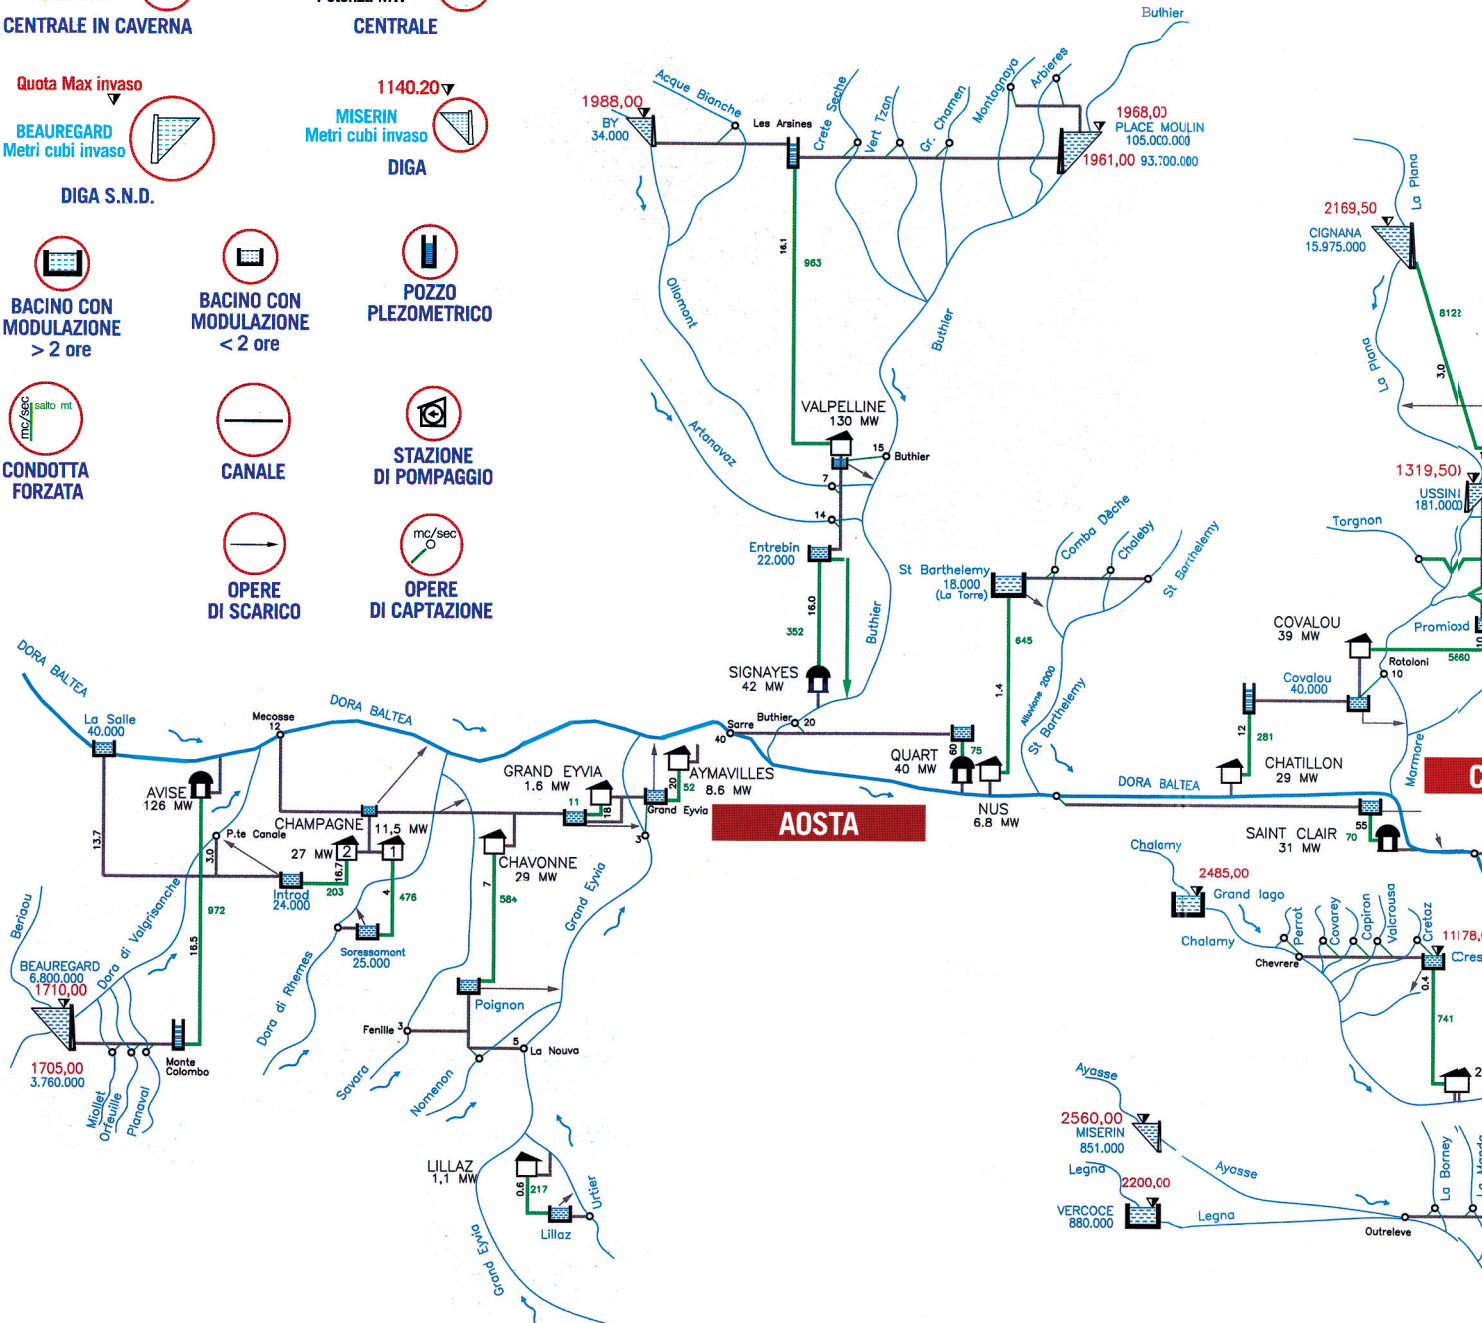 CENTRALE IN CAVERNA
CENTRALE
Quota Max invaso
BEAUREGARD
Metri cubi invaso
DIGA S.N.D.
1140.20
MISERIN
Metri cubi invaso
DIGA
BACINO CON
MODULAZIONE
> 2 ore
BACINO CON
MODULAZIONE
< 2 ore
POZZO
PLEZOMETRICO
mc/sec
salto mt
CONDOTTA
FORZATA
CANALE
STAZIONE
DI POMPAGGIO
OPERE
DI SCARICO
mc/sec
OPERE
DI CAPTAZIONE
Buthier
Acque Bianche
1988,00
BY
34.000
Les Arsines
Crete Seche
Vert Tzan
Gr. Chamen
Montagnaya
Arbieres
1968,00
PLACE MOULIN
105.000.000
1961,00 93.700.000
16.1
963
Ollomont
Buthier
Artanavaz
VALPELLINE
130 MW
15
Buthier
7
14
Entrebin
22.000
16.0
352
Buthier
SIGNAYES
42 MW
Buthier
20
St Barthelemy
18.000
(La Torre)
Comba Dèche
Chaleby
St Barthelemy
645
1.4
Alluvione 2000
St Barthelemy
La Plana
2169,50
CIGNANA
15.975.000
8122
3,0
La Plana
1319,50
USSINI
181.000
Torgnon
Promiod
10
COVALOU
39 MW
5660
Rotoloni
10
Covalou
40.000
12
281
CHATILLON
29 MW
Marmore
C
DORA BALTEA
La Salle
40.000
Mecosse
12
DORA BALTEA
Sarre
40
60
75
QUART
40 MW
NUS
6.8 MW
DORA BALTEA
55
70
SAINT CLAIR
31 MW
AOSTA
AVISE
126 MW
13.7
P.te Canale
3.0
Introd
24.000
CHAMPAGNE
11,5 MW
27 MW
2
1
16.7
203
4
476
Soressamont
25.000
GRAND EYVIA
1.6 MW
11
18
AYMAVILLES
8.6 MW
20
52
Grand Eyvia
3
CHAVONNE
29 MW
7
584
Grand Eyvia
Poignon
Fenille
3
5
La Nouva
Savara
Nomenon
Dora di Rhemes
Dora di Valgrisanche
972
16.5
Beriaou
BEAUREGARD
6.800.000
1710,00
1705,00
3.760.000
Monte
Colombo
Miollet
Orfeuille
Planaval
LILLAZ
1,1 MW
0.6
217
Lillaz
Urtier
Grand Eyvia
Chalamy
2485,00
Grand lago
Chalamy
Perrot
Covarey
Capiron
Valcrousa
Cretaz
Chevrere
0.4
741
2
Ayasse
2560,00
MISERIN
851.000
Ayasse
Legna
2200,00
VERCOCE
880.000
Legna
Outreleve
La Borney